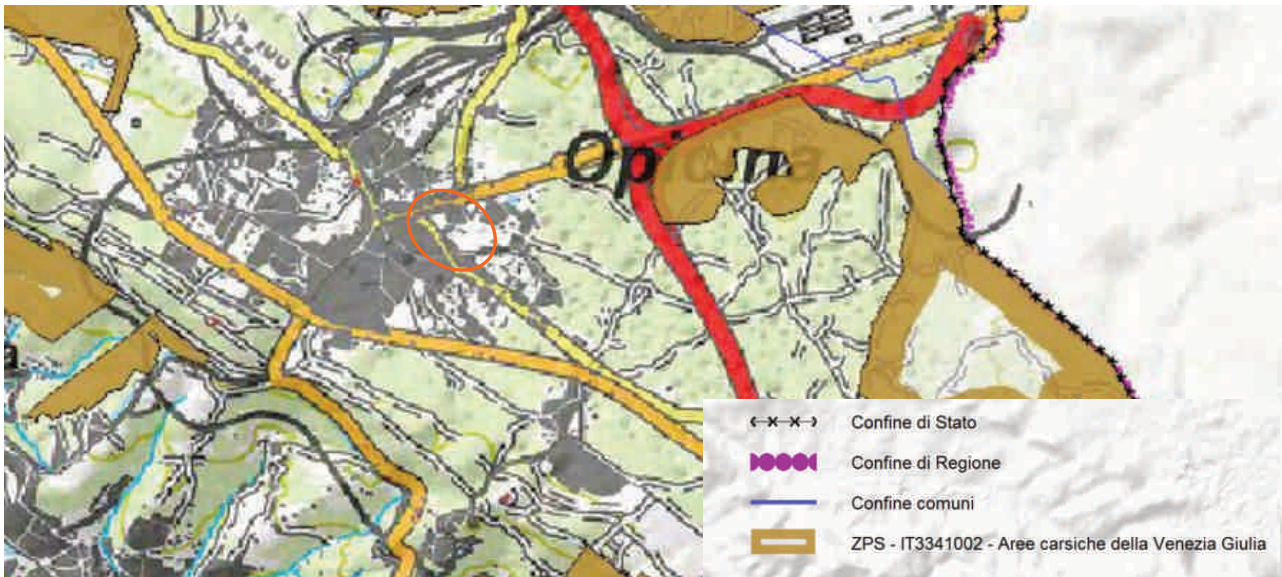 Opicina
Confine di Stato
Confine di Regione
Confine comuni
ZPS - IT3341002 - Aree carsiche della Venezia Giulia